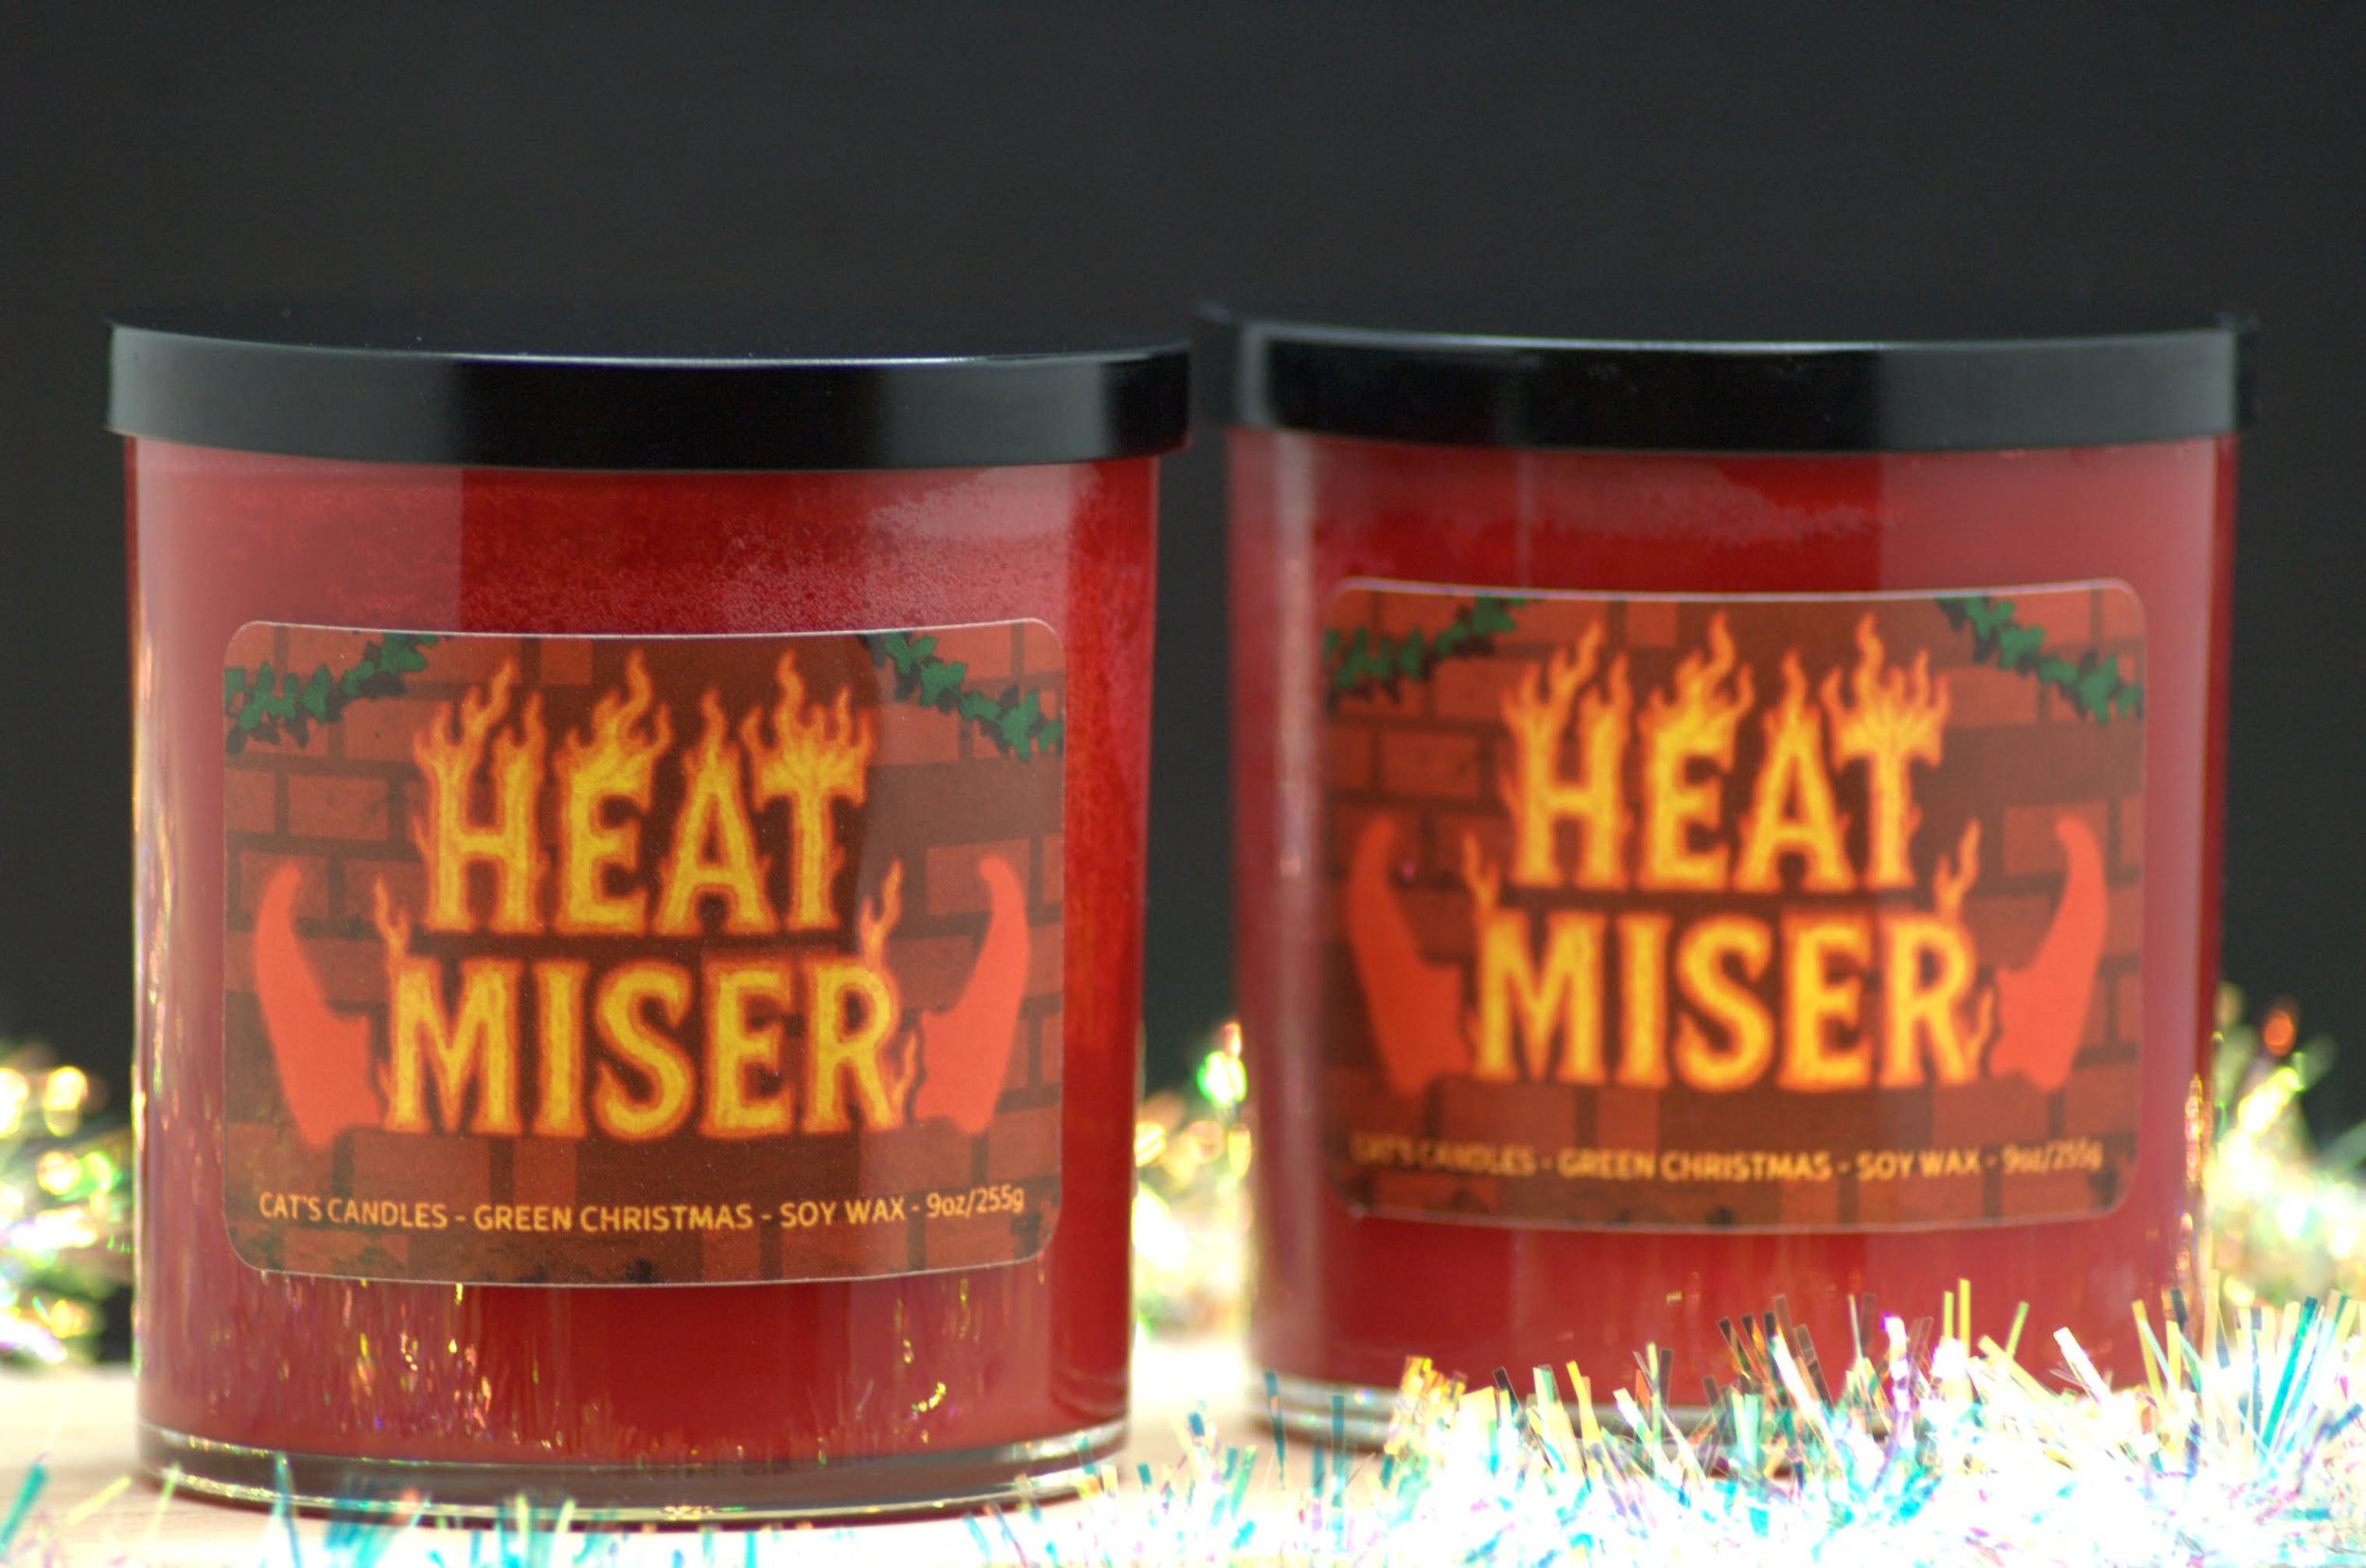 HEAT
MISER
CAT'S CANDLES - GREEN CHRISTMAS - SOY WAX - 9oz/255g
HEAT
MISER
CAT'S CANDLES - GREEN CHRISTMAS - SOY WAX - 9oz/255g